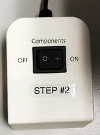 Components
OFF O – ON
STEP #2